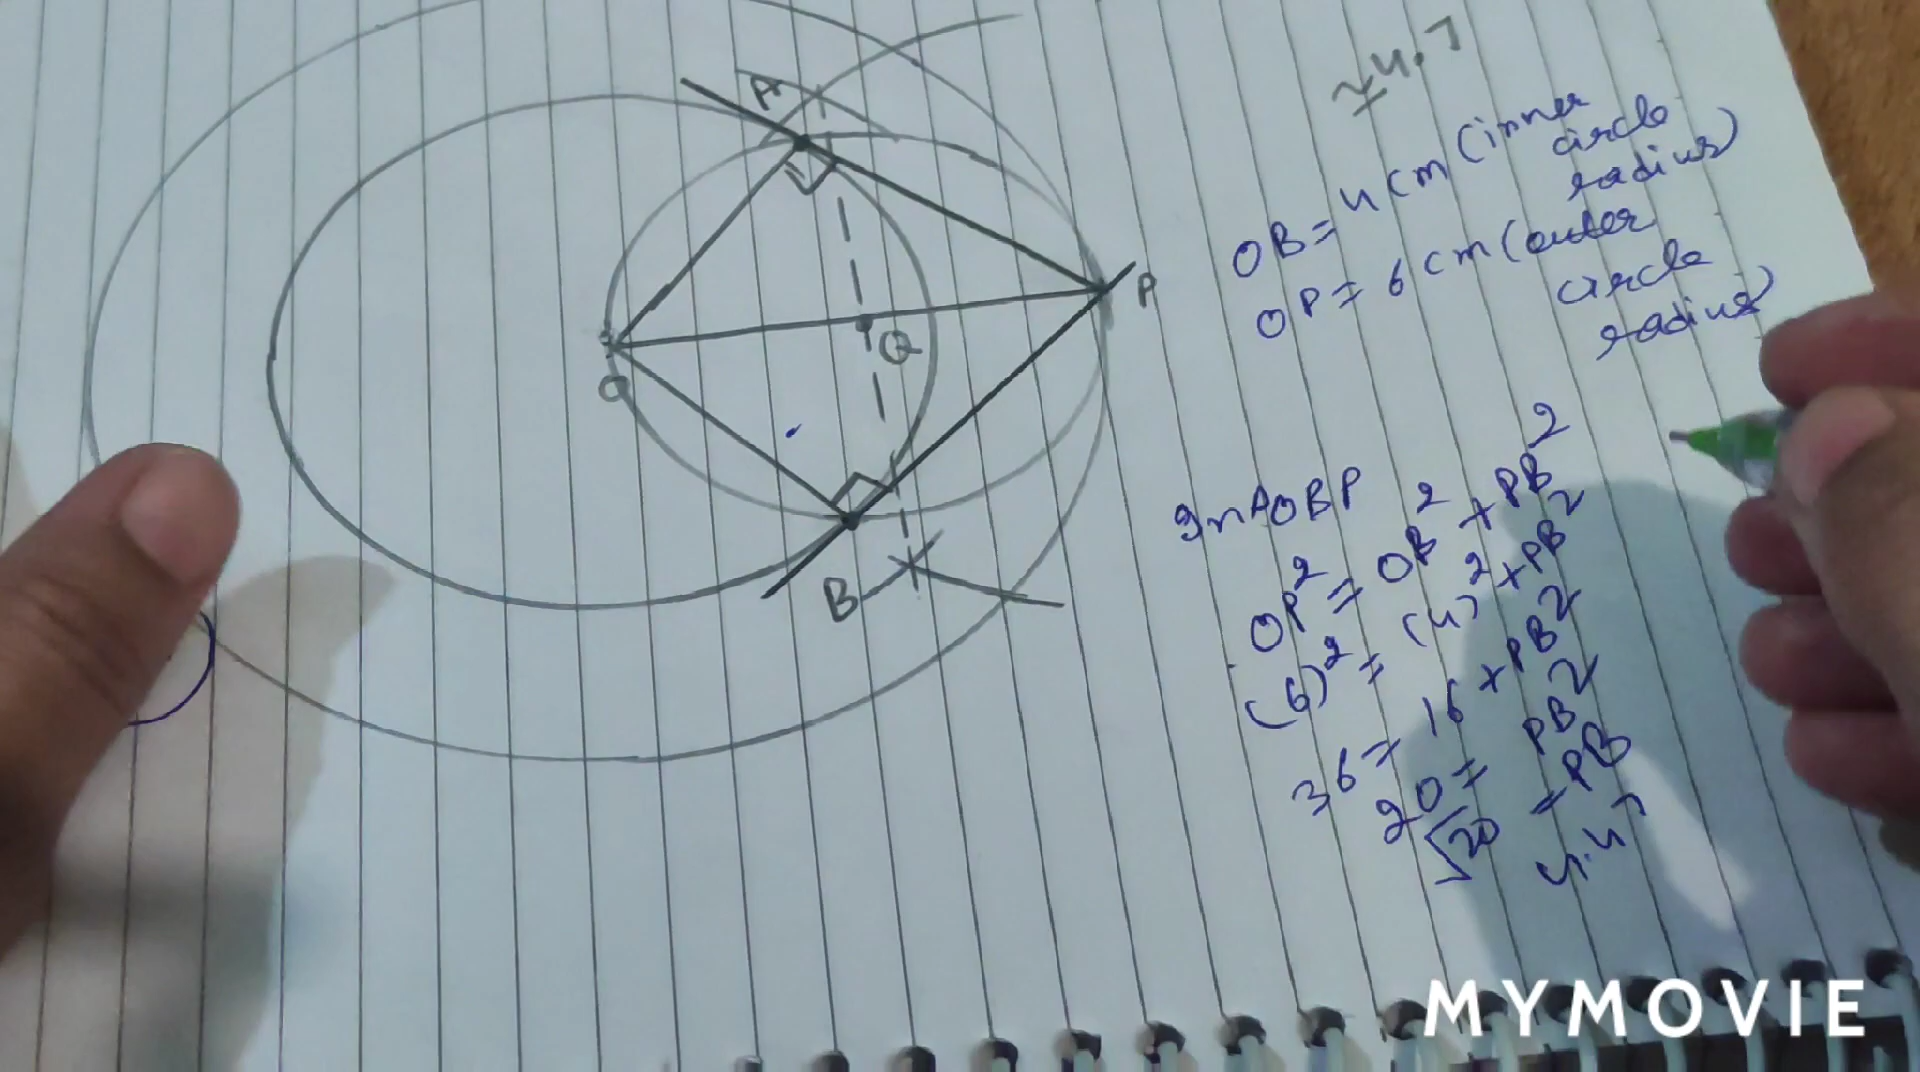 A
P
Q
O
B
4.7
OB = 4 cm (inner
circle
radius)
OP = 6 cm (outer
circle
radius)
In ΔOBP
OP² = OB² + PB²
(6)² = (4)² + PB²
36 = 16 + PB²
20 = PB²
√20 = PB
4.47
MYMOVIE